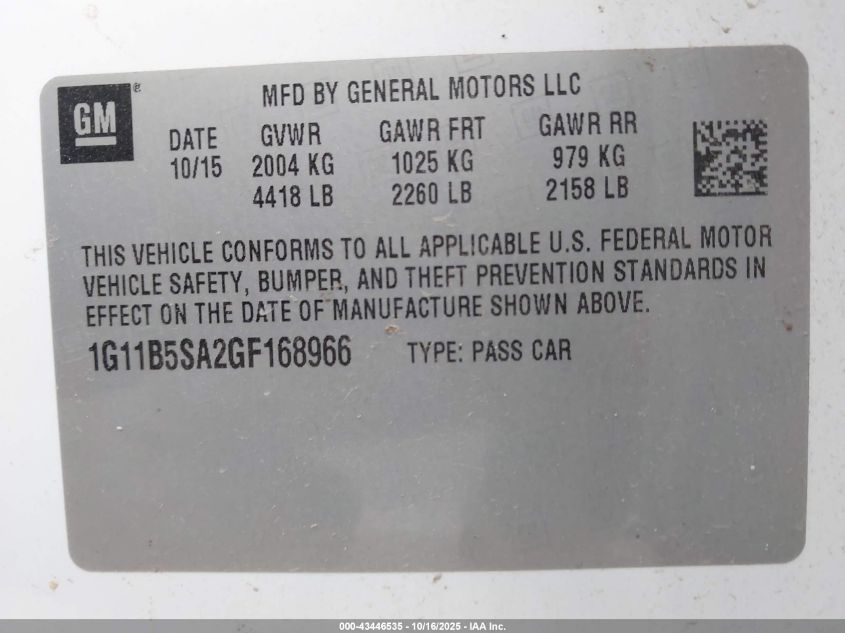 GM ®
MFD BY GENERAL MOTORS LLC
DATE GVWR GAWR FRT GAWR RR
10/15 2004 KG 1025 KG 979 KG
4418 LB 2260 LB 2158 LB
THIS VEHICLE CONFORMS TO ALL APPLICABLE U.S. FEDERAL MOTOR
VEHICLE SAFETY, BUMPER, AND THEFT PREVENTION STANDARDS IN
EFFECT ON THE DATE OF MANUFACTURE SHOWN ABOVE.
1G11B5SA2GF168966 TYPE: PASS CAR
000-43446535 - 10/16/2025 - IAA Inc.